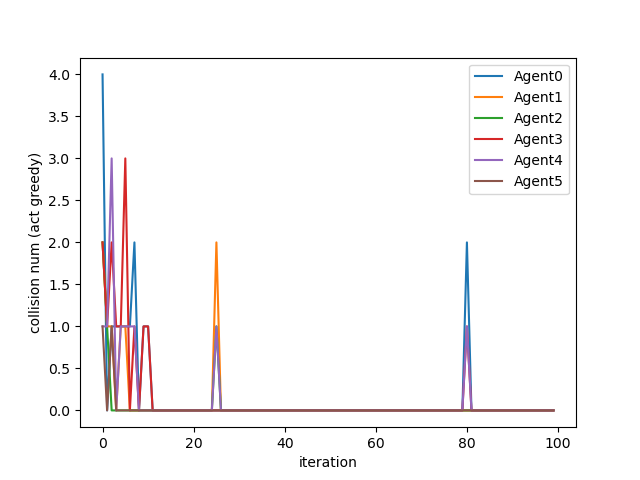 4.0
3.5
3.0
2.5
2.0
1.5
1.0
0.5
0.0
collision num (act greedy)
0 20 40 60 80 100
iteration
Agent0
Agent1
Agent2
Agent3
Agent4
Agent5